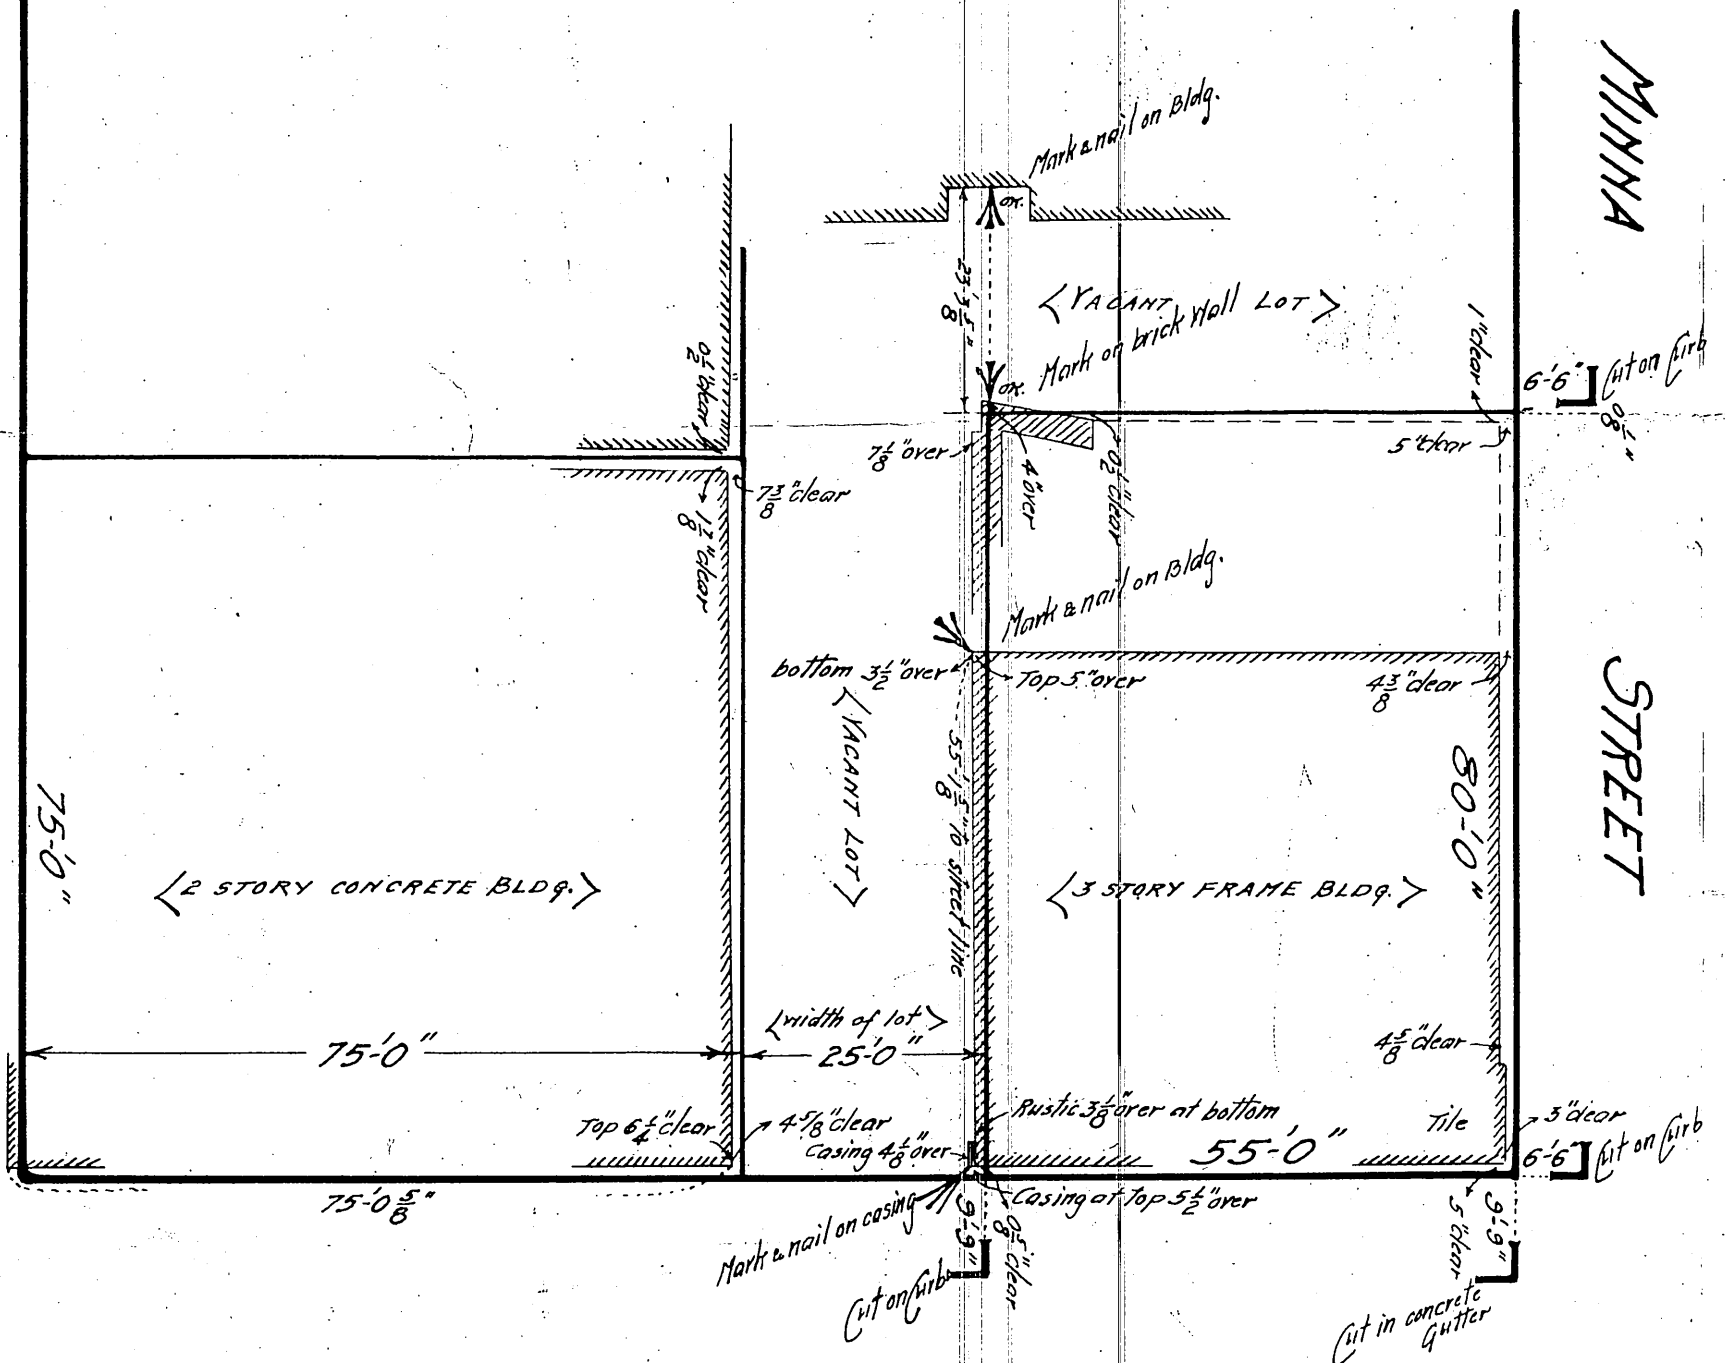 MINNA STREET
Mark & nail on Bldg.
OK.
23'-3 5/8"
<VACANT LOT>
Mark on brick Wall
OK.
1" clear
6'-6"
Cut on Curb
0 1/8"
0 1/2" clear
7 1/8" over
4" over
0 1/2" clear
5" clear
7 3/8" clear
1 7/8" clear
Mark & nail on Bldg.
bottom 3 1/2" over
Top 5" over
4 3/8" clear
<VACANT LOT>
55'-1 5/8" to street line
80'-0"
75'-0"
<2 STORY CONCRETE BLDG.>
<3 STORY FRAME BLDG.>
<width of lot>
75'-0"
25'-0"
4 5/8" clear
Top 6 1/4" clear
4 5/8" clear
Casing 4 1/8" over
Rustic 3 1/8" over at bottom
55'-0"
Tile
3" clear
6'-6"
Cut on Curb
75'-0 5/8"
Mark & nail on casing
Casing at Top 5 1/2" over
9'-9"
0 5/8" clear
Cut on Curb
5" clear
9'-9"
Cut in concrete
Gutter